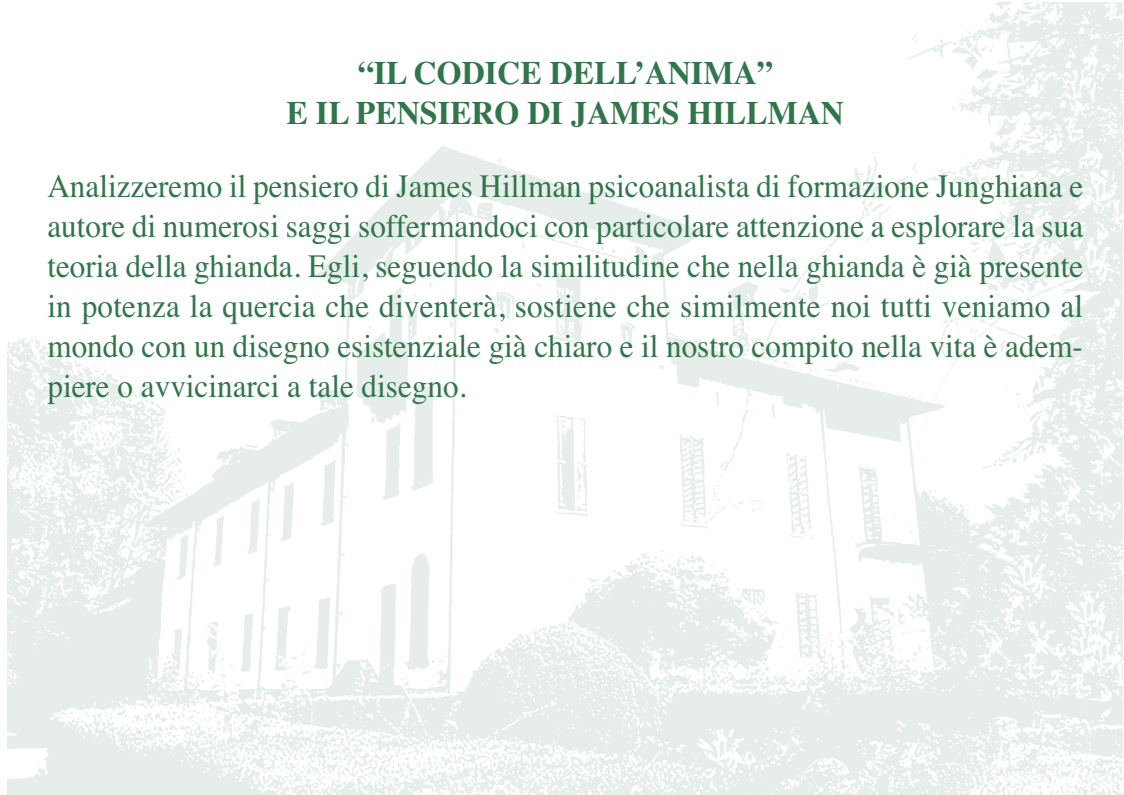 “IL CODICE DELL’ANIMA”
E IL PENSIERO DI JAMES HILLMAN
Analizzeremo il pensiero di James Hillman psicoanalista di formazione Junghiana e
autore di numerosi saggi soffermandoci con particolare attenzione a esplorare la sua
teoria della ghianda. Egli, seguendo la similitudine che nella ghianda è già presente
in potenza la quercia che diventerà, sostiene che similmente noi tutti veniamo al
mondo con un disegno esistenziale già chiaro e il nostro compito nella vita è adem-
piere o avvicinarci a tale disegno.